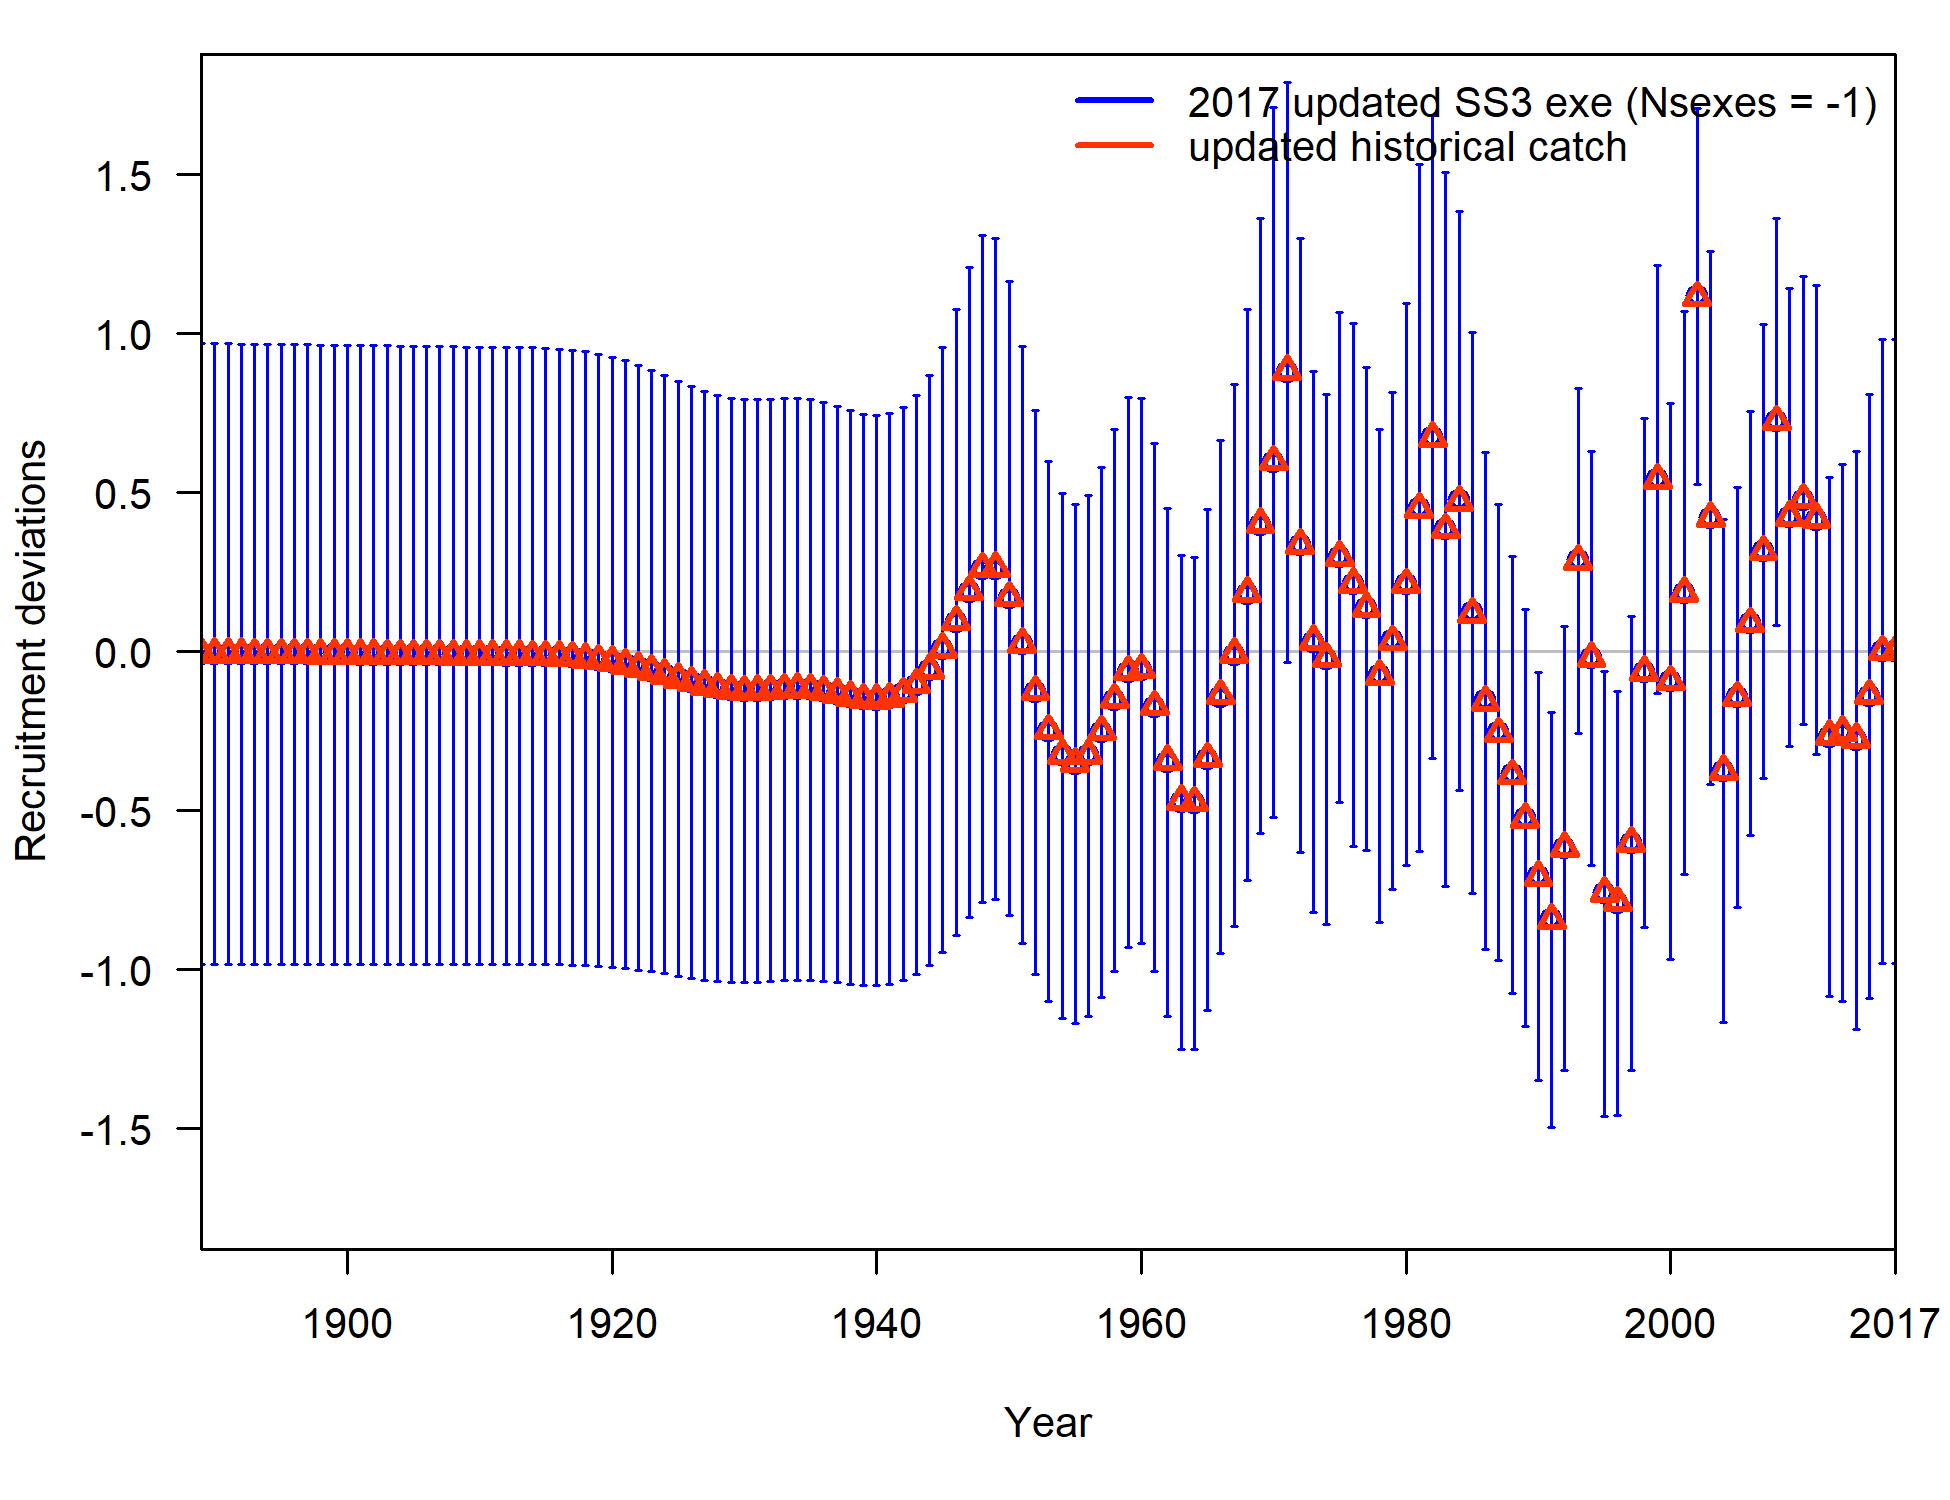 2017 updated SS3 exe (Nsexes = -1)
updated historical catch
Recruitment deviations
1.5
1.0
0.5
0.0
-0.5
-1.0
-1.5
1900 1920 1940 1960 1980 2000 2017
Year